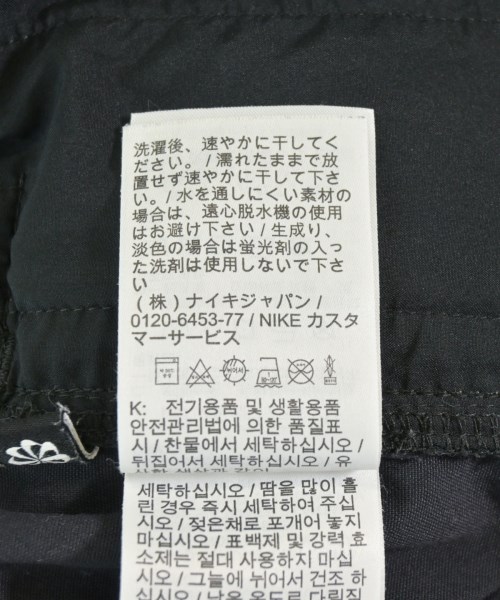 洗濯後、速やかに干してく
ださい。/ 濡れたままで放
置せず速やかに干して下さ
い。/ 水を通しにくい素材の
場合は、遠心脱水機の使用
はお避け下さい / 生成り、
淡色の場合は蛍光剤の入っ
た洗剤は使用しないで下さ
い
(株) ナイキジャパン /
0120-6453-77 / NIKE カスタ
マーサービス
K: 전기용품 및 생활용품
안전관리법에 의한 품질표
시 / 찬물에서 세탁하십시오 /
뒤집어서 세탁하십시오 / 유
세탁하십시오 / 땀을 많이 흘
린 경우 즉시 세탁하여 주십
시오 / 젖은채로 포개어 놓지
마십시오 / 표백제 및 강력 효
소제는 절대 사용하지 마십
시오 / 그늘에 뉘어서 건조 하
십시오 / 낮은 온도로 다림질